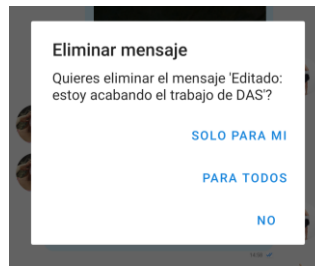 Eliminar mensaje
Quieres eliminar el mensaje 'Editado:
estoy acabando el trabajo de DAS'?
SOLO PARA MI
PARA TODOS
NO